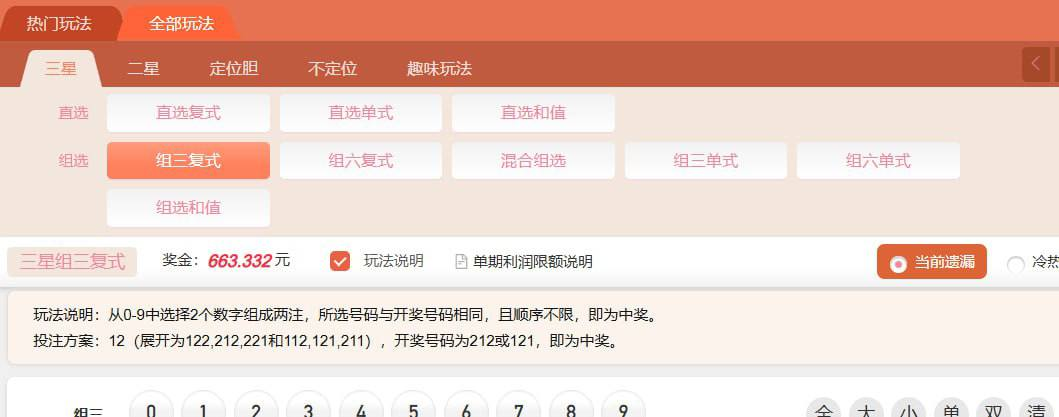 热门玩法 全部玩法
三星 二星 定位胆 不定位 趣味玩法
直选 直选复式 直选单式 直选和值
组选 组三复式 组六复式 混合组选 组三单式 组六单式
组选和值
三星组三复式 奖金：663.332 元 玩法说明 单期利润限额说明 当前遗漏 冷热
玩法说明：从0-9中选择2个数字组成两注，所选号码与开奖号码相同，且顺序不限，即为中奖。
投注方案：12（展开为122,212,221和112,121,211），开奖号码为212或121，即为中奖。
组三 0 1 2 3 4 5 6 7 8 9 全 大 小 单 双 清